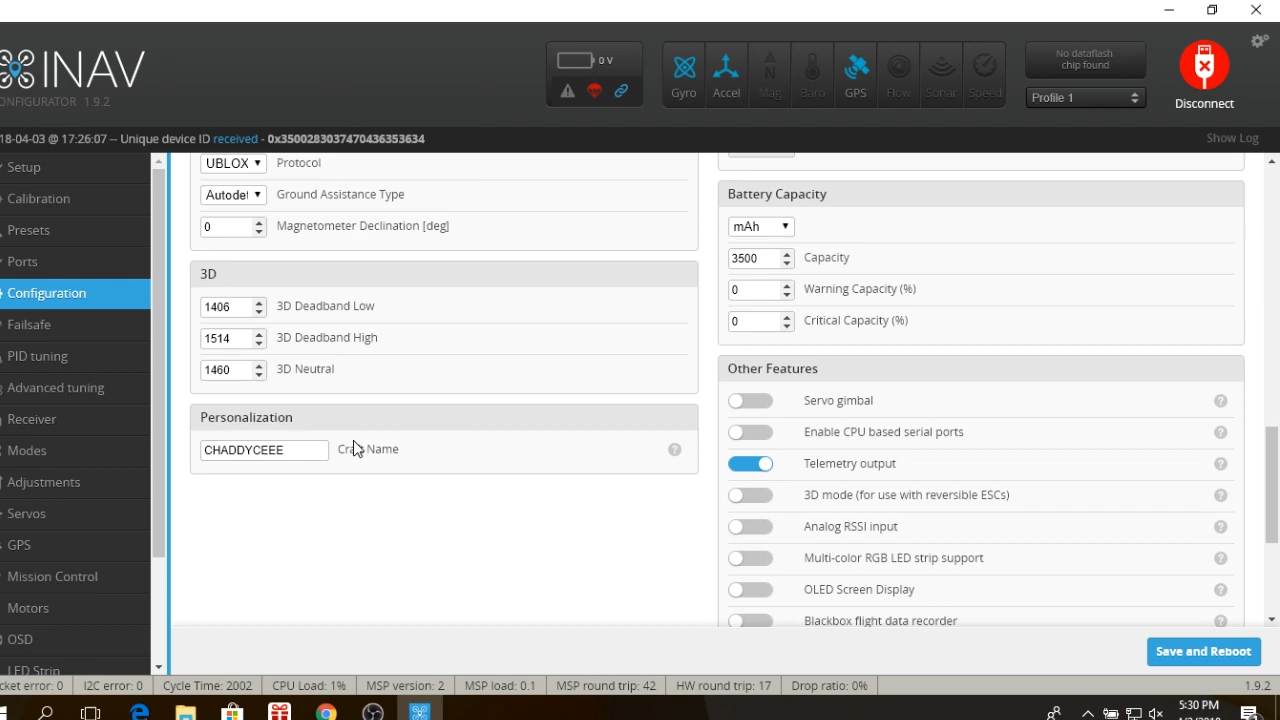 INAV
ONFIGURATOR 1.9.2
0 V
Gyro
Accel
Mag
Baro
GPS
Flow
Sonar
Speed
No dataflash
chip found
Profile 1
Disconnect
18-04-03 @ 17:26:07 -- Unique device ID received - 0x3500283037470436353634
Show Log
Setup
Calibration
Presets
Ports
Configuration
Failsafe
PID tuning
Advanced tuning
Receiver
Modes
Adjustments
Servos
GPS
Mission Control
Motors
OSD
LED Strip
UBLOX Protocol
Autodet Ground Assistance Type
0 Magnetometer Declination [deg]
3D
1406 3D Deadband Low
1514 3D Deadband High
1460 3D Neutral
Personalization
CHADDYCEEE Craft Name
Battery Capacity
mAh
3500 Capacity
0 Warning Capacity (%)
0 Critical Capacity (%)
Other Features
Servo gimbal
Enable CPU based serial ports
Telemetry output
3D mode (for use with reversible ESCs)
Analog RSSI input
Multi-color RGB LED strip support
OLED Screen Display
Blackbox flight data recorder
Save and Reboot
cket error: 0 I2C error: 0 Cycle Time: 2002 CPU Load: 1% MSP version: 2 MSP load: 0.1 MSP round trip: 42 HW round trip: 17 Drop ratio: 0% 1.9.2
5:30 PM